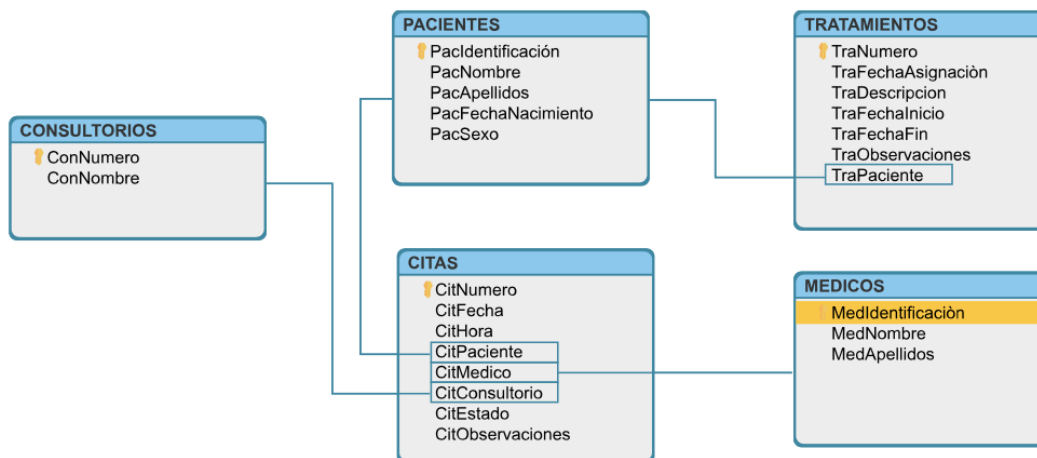 PACIENTES
PacIdentificación
PacNombre
PacApellidos
PacFechaNacimiento
PacSexo
TRATAMIENTOS
TraNumero
TraFechaAsignaciòn
TraDescripcion
TraFechaInicio
TraFechaFin
TraObservaciones
TraPaciente
CONSULTORIOS
ConNumero
ConNombre
CITAS
CitNumero
CitFecha
CitHora
CitPaciente
CitMedico
CitConsultorio
CitEstado
CitObservaciones
MEDICOS
MedIdentificaciòn
MedNombre
MedApellidos